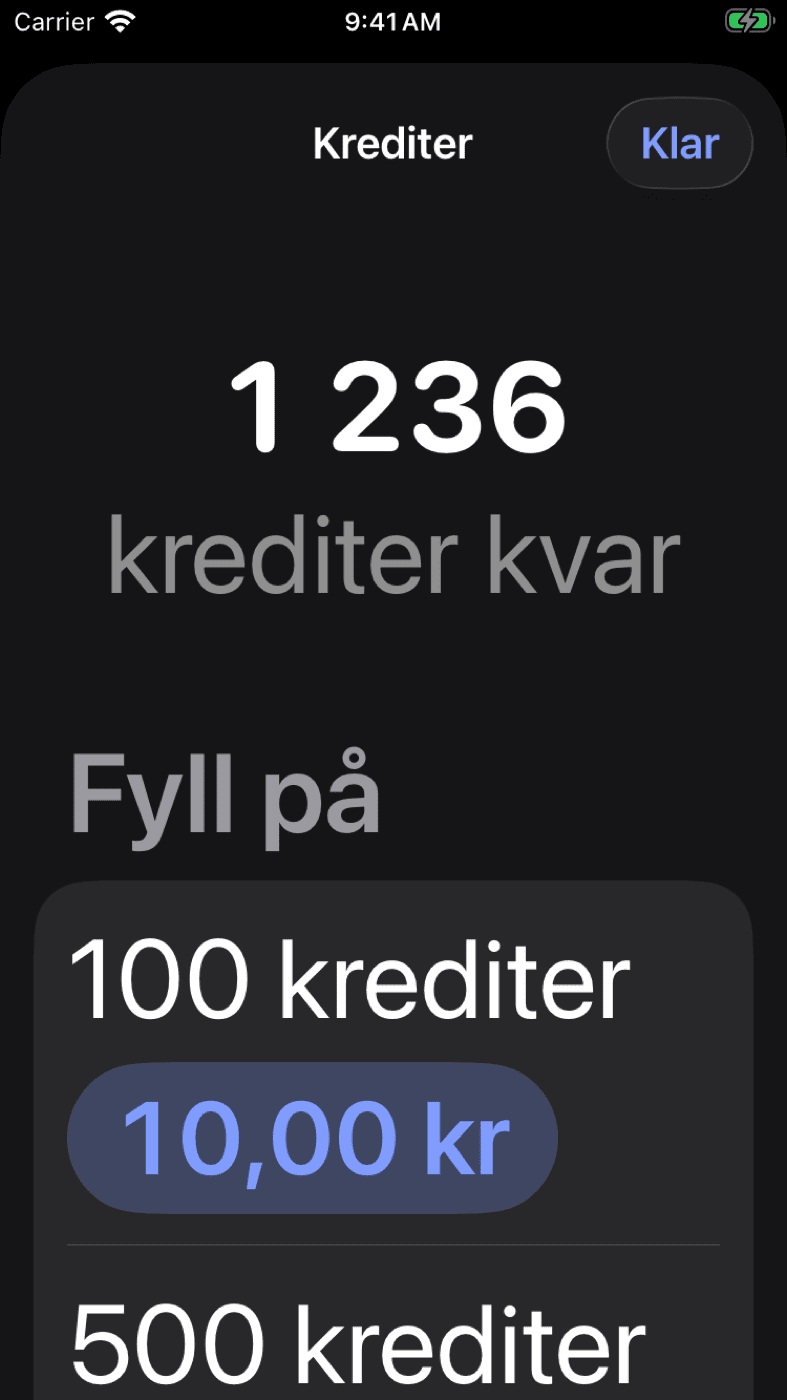 Carrier 9:41 AM
Krediter Klar
1 236
krediter kvar
Fyll på
100 krediter
10,00 kr
500 krediter